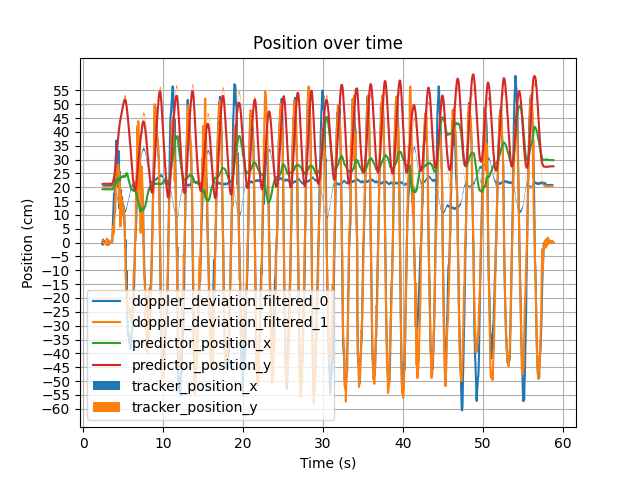 Position over time
Position (cm)
55
50
45
40
35
30
25
20
15
10
5
0
−5
−10
−15
−20
−25
−30
−35
−40
−45
−50
−55
−60
doppler_deviation_filtered_0
doppler_deviation_filtered_1
predictor_position_x
predictor_position_y
tracker_position_x
tracker_position_y
0 10 20 30 40 50 60
Time (s)